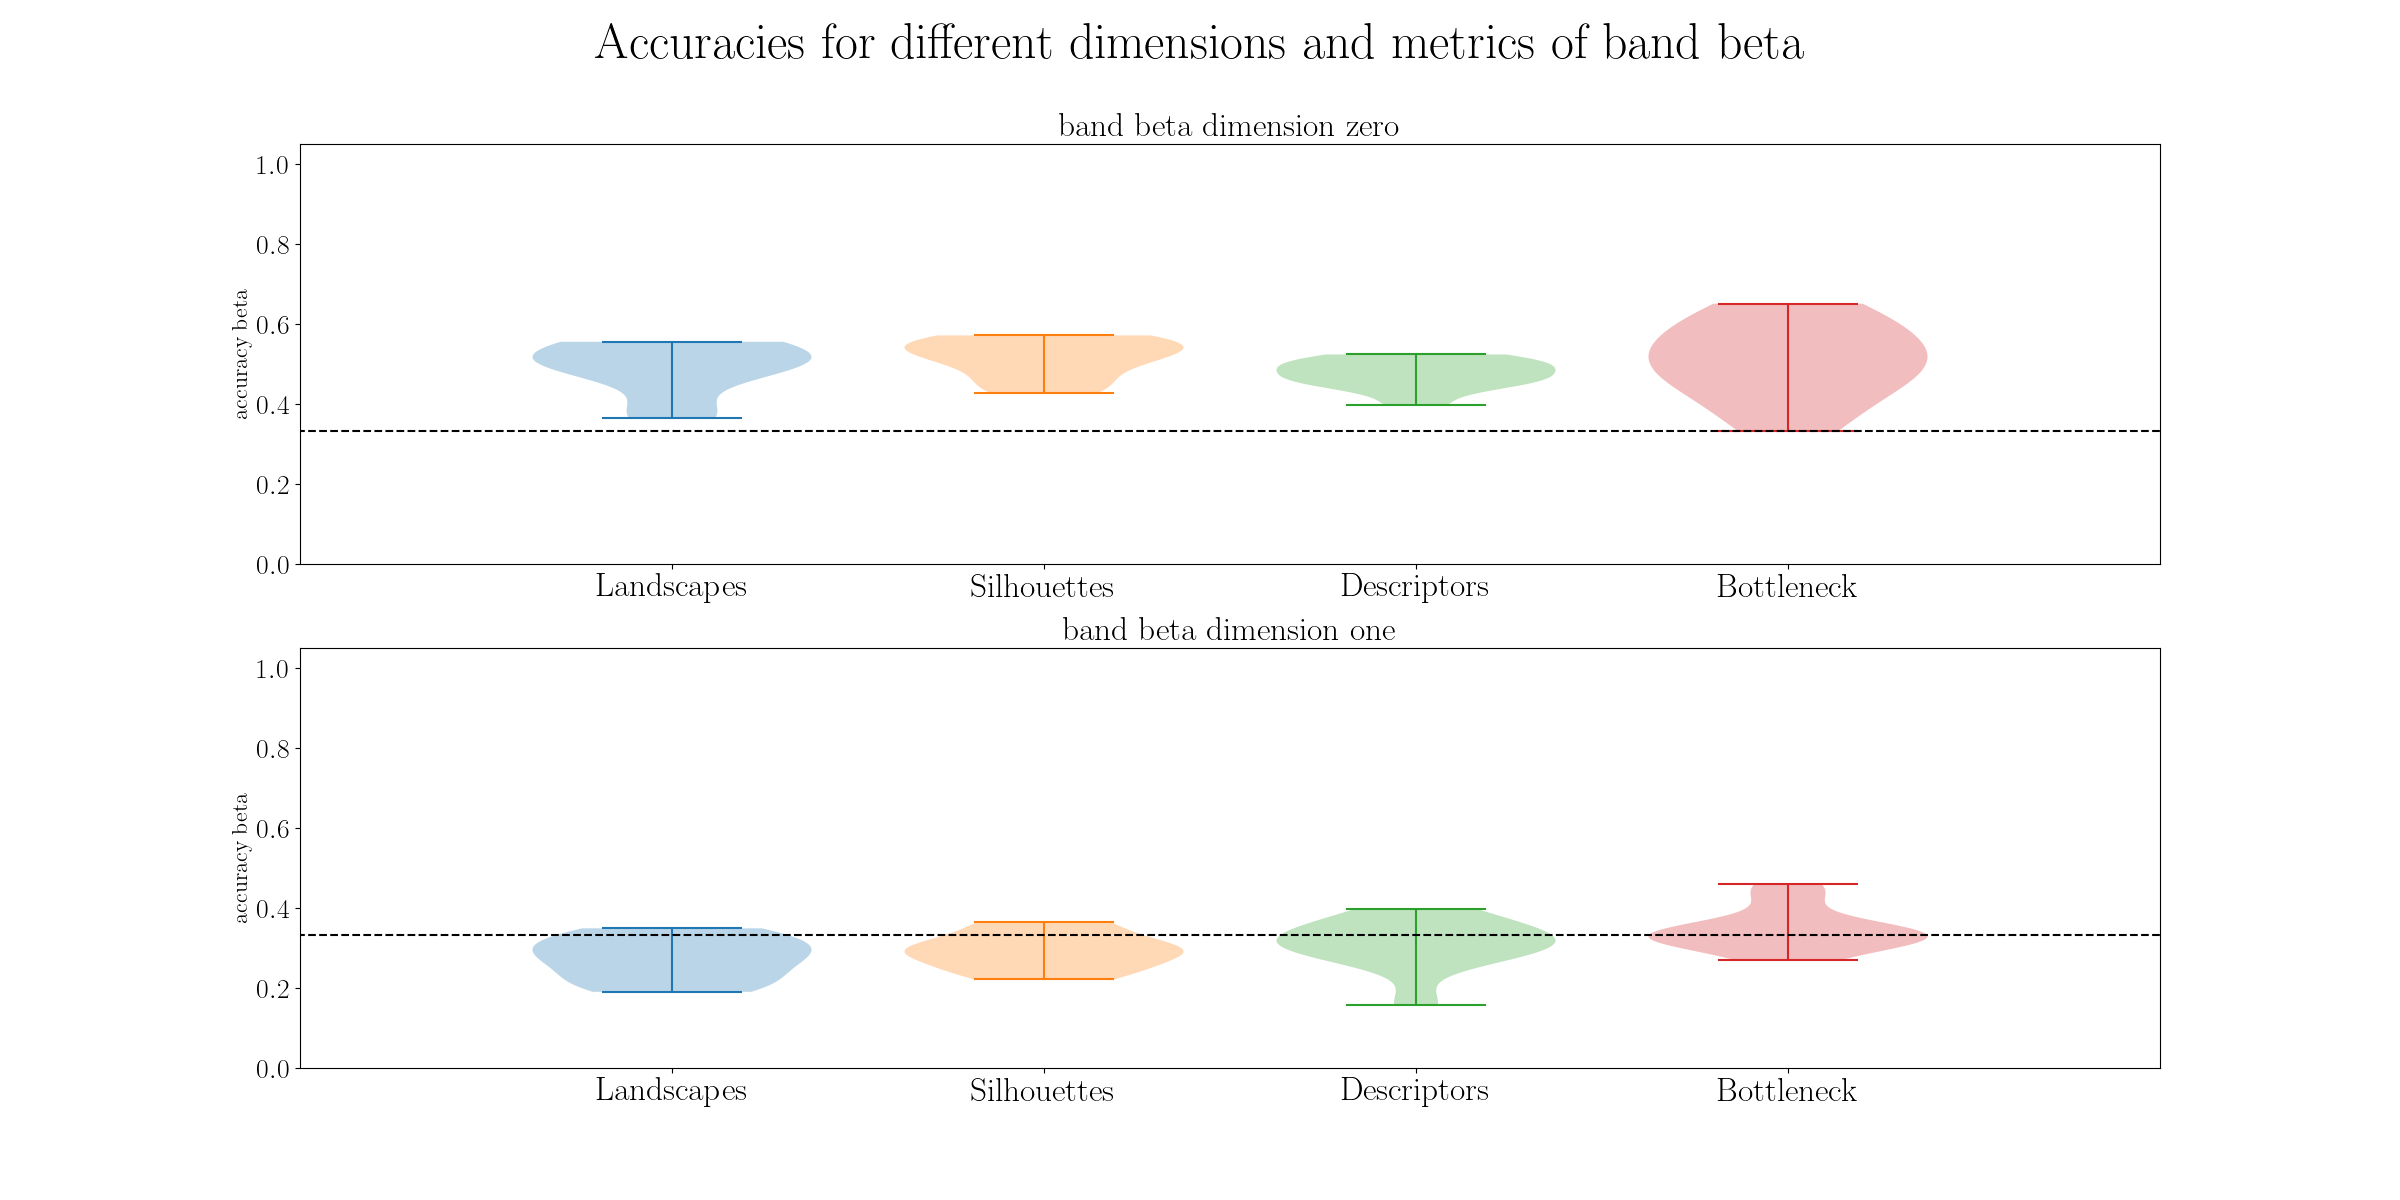 Accuracies for different dimensions and metrics of band beta
band beta dimension zero
1.0
0.8
0.6
0.4
0.2
0.0
accuracy beta
Landscapes Silhouettes Descriptors Bottleneck
band beta dimension one
1.0
0.8
0.6
0.4
0.2
0.0
accuracy beta
Landscapes Silhouettes Descriptors Bottleneck